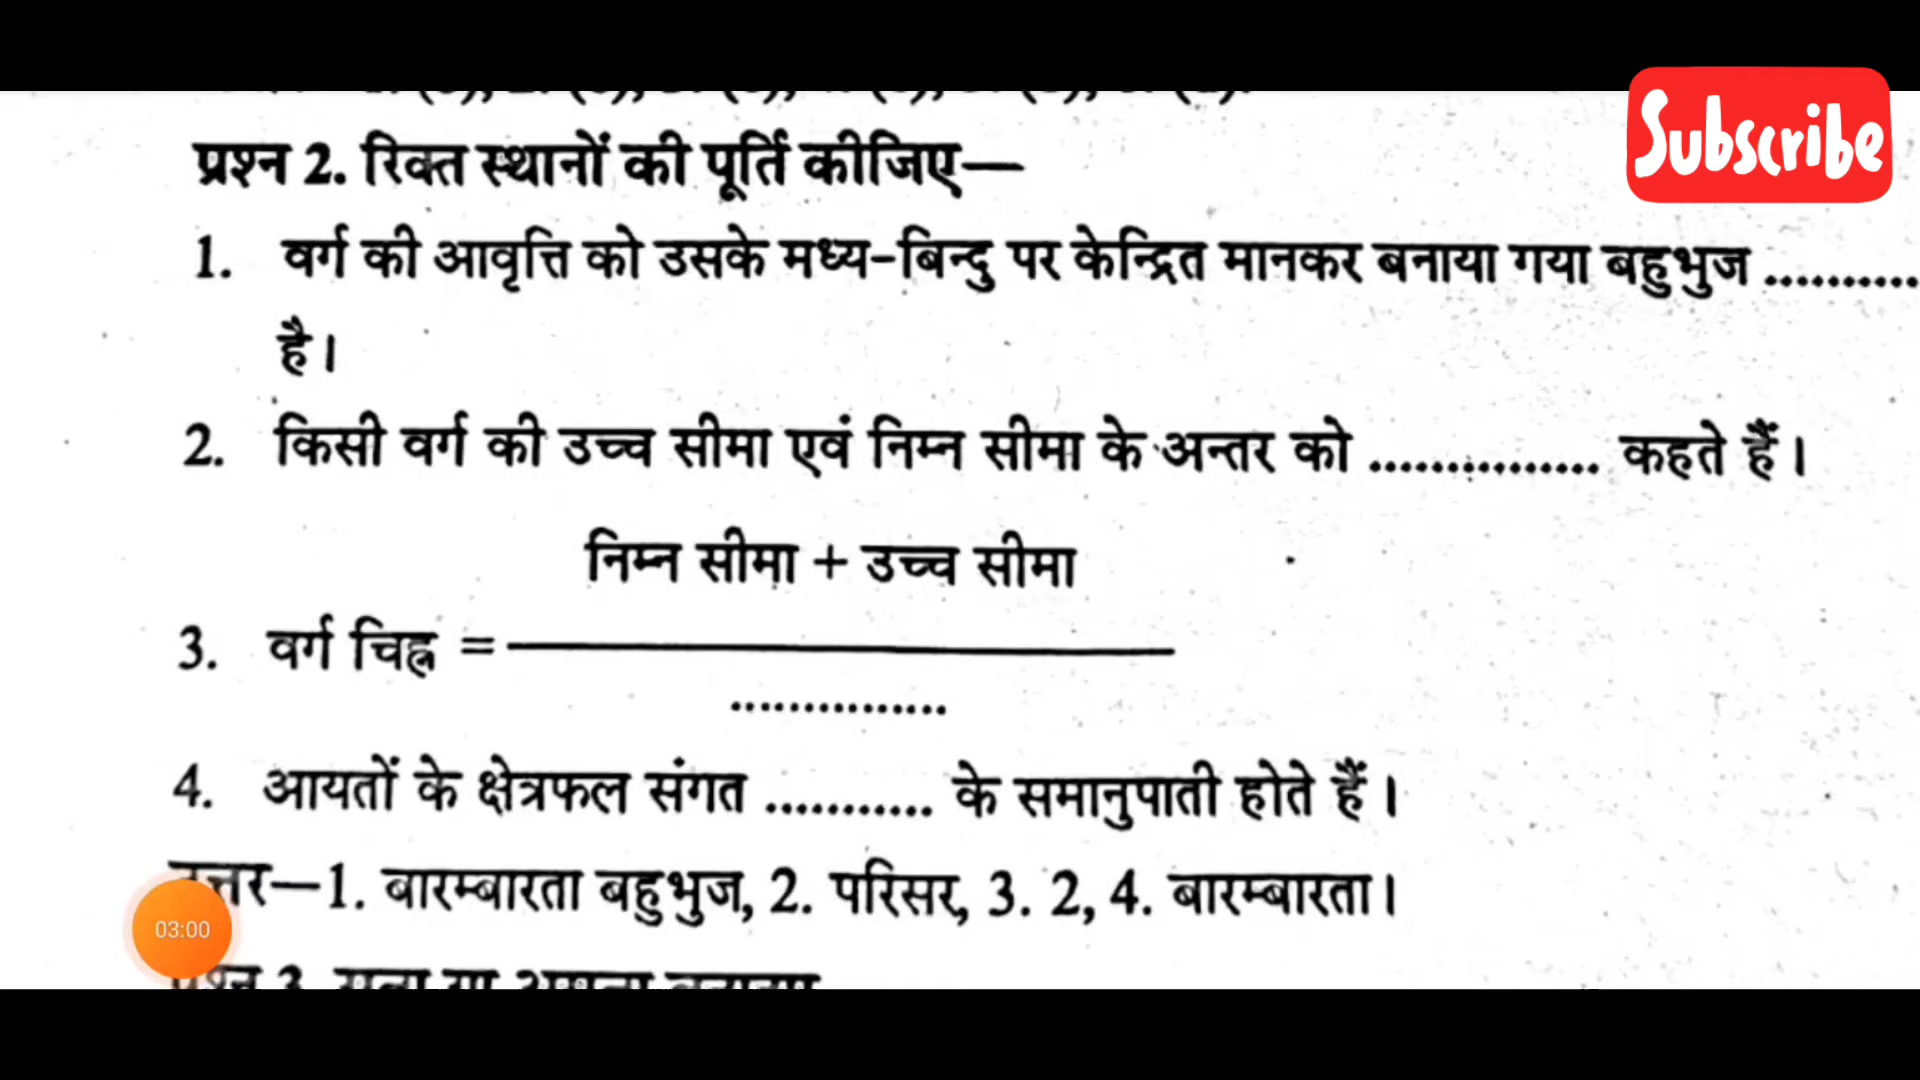 Subscribe
प्रश्न 2. रिक्त स्थानों की पूर्ति कीजिए—
1. वर्ग की आवृत्ति को उसके मध्य-बिन्दु पर केन्द्रित मानकर बनाया गया बहुभुज ..........
है।
2. किसी वर्ग की उच्च सीमा एवं निम्न सीमा के अन्तर को ............... कहते हैं।
निम्न सीमा + उच्च सीमा
3. वर्ग चिह्न =
...............
4. आयतों के क्षेत्रफल संगत ........... के समानुपाती होते हैं।
उत्तर—1. बारम्बारता बहुभुज, 2. परिसर, 3. 2, 4. बारम्बारता।
03:00